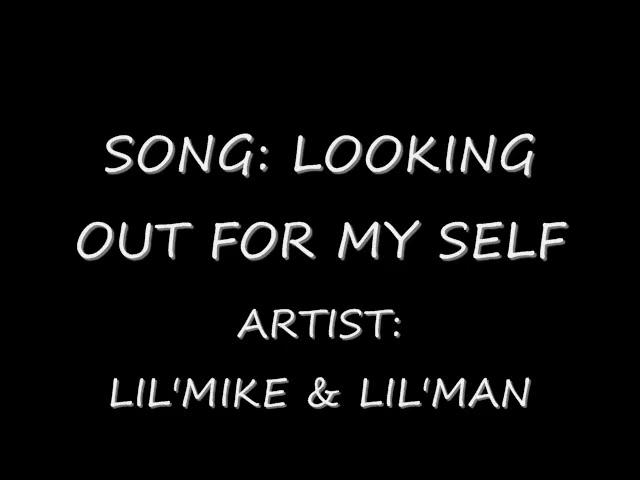 SONG: LOOKING
OUT FOR MY SELF
ARTIST:
LIL'MIKE & LIL'MAN